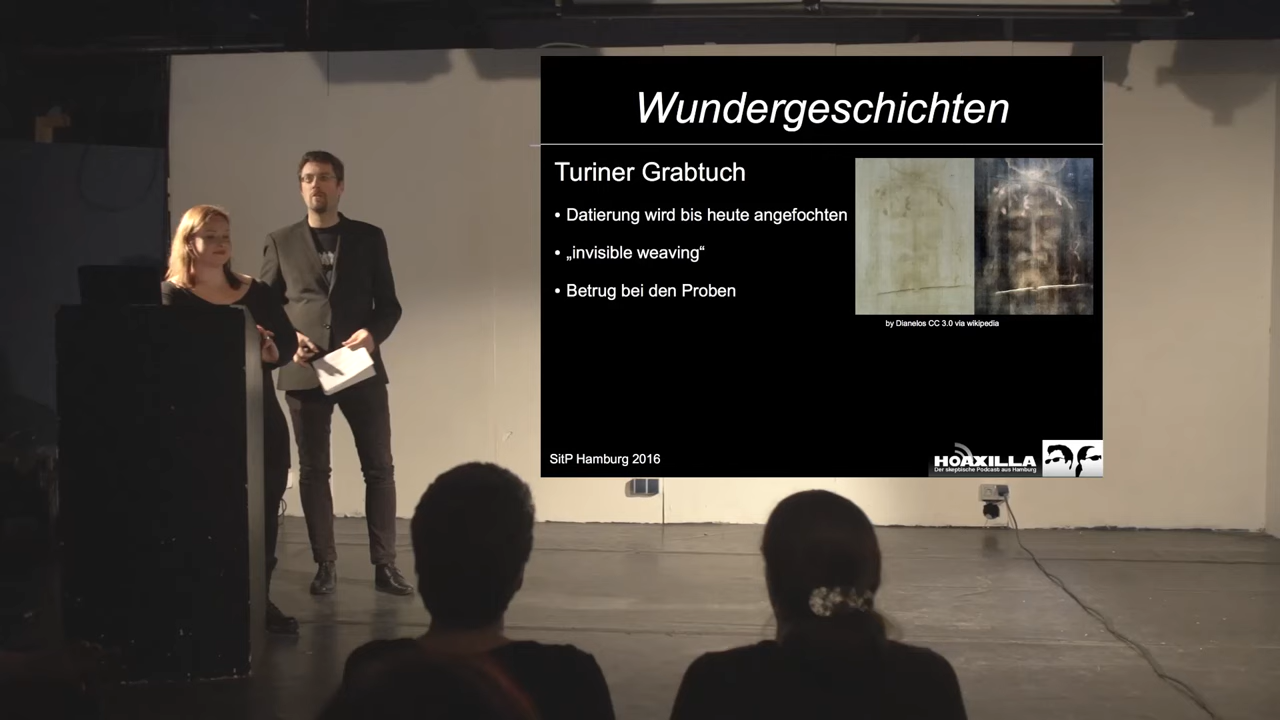 Wundergeschichten
Turiner Grabtuch
• Datierung wird bis heute angefochten
• „invisible weaving“
• Betrug bei den Proben
by Dianelos CC 3.0 via wikipedia
SitP Hamburg 2016
HOAXILLA
Der skeptische Podcast aus Hamburg